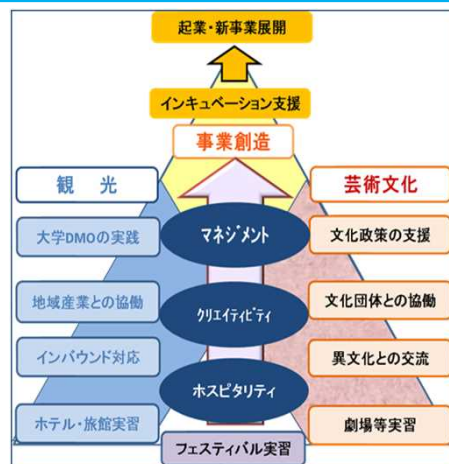 起業・新事業展開
インキュベーション支援
事業創造
観 光
芸術文化
大学DMOの実践
マネジメント
文化政策の支援
地域産業との協働
クリエイティビティ
文化団体との協働
インバウンド対応
異文化との交流
ホスピタリティ
ホテル・旅館実習
劇場等実習
フェスティバル実習